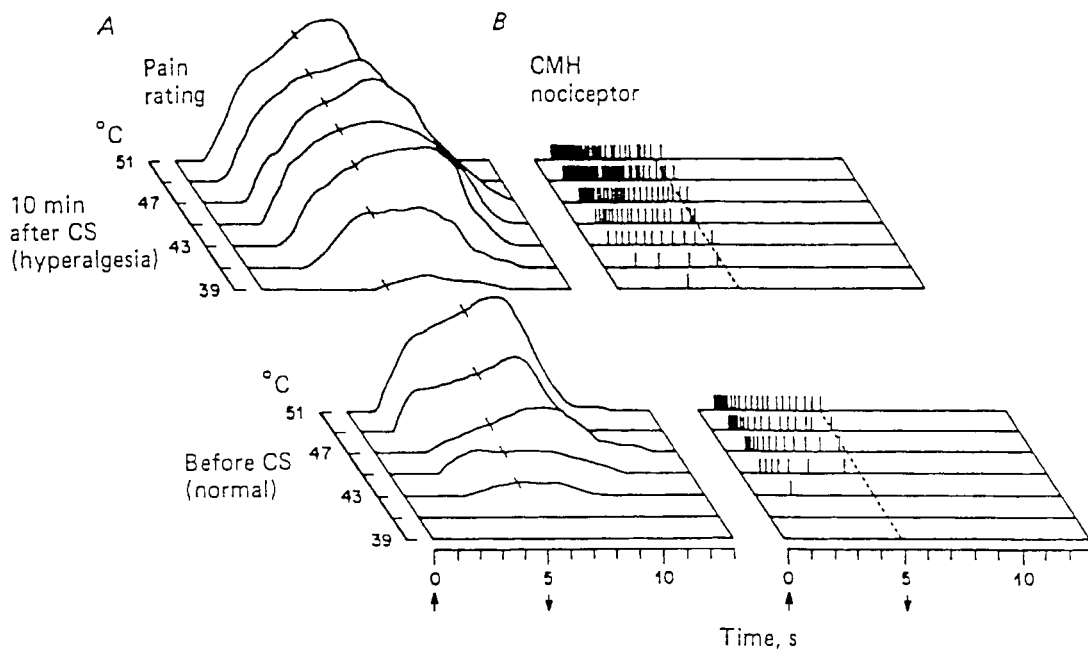 A
B
Pain
rating
CMH
nociceptor
°C
51
47
43
39
10 min
after CS
(hyperalgesia)
°C
51
47
43
39
Before CS
(normal)
0
5
10
0
5
10
Time, s